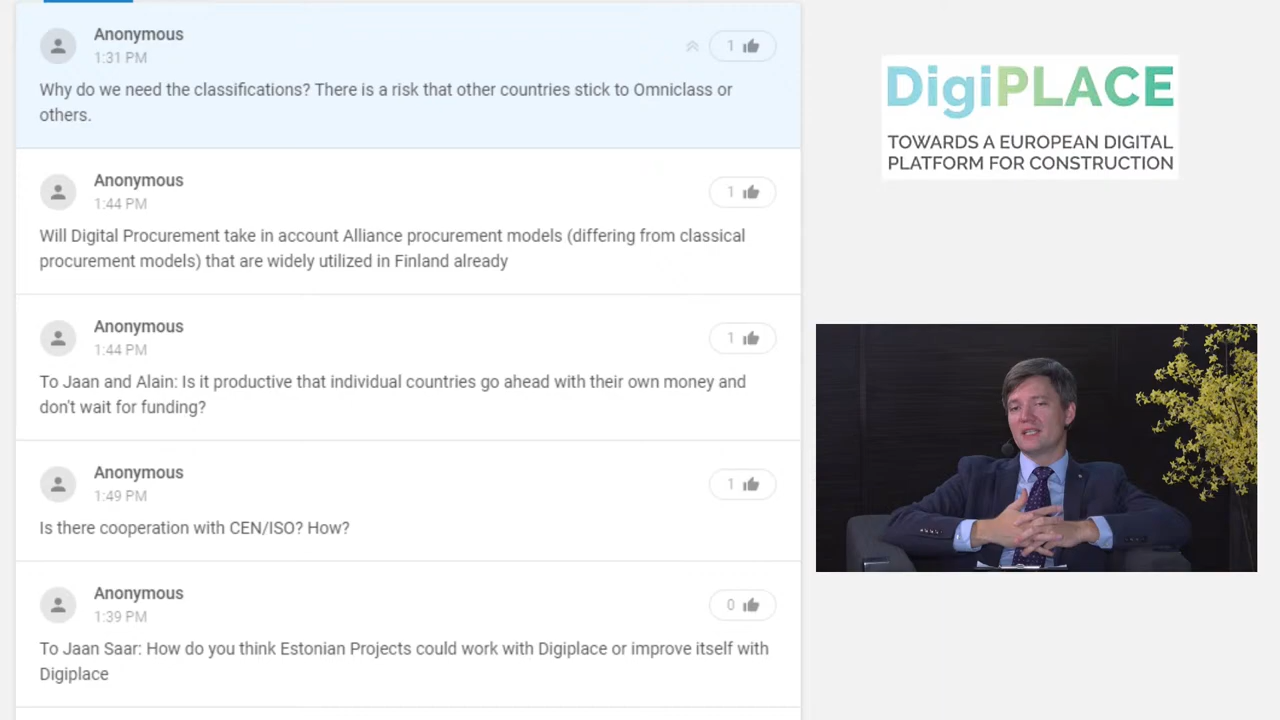 Anonymous
1:31 PM
1
Why do we need the classifications? There is a risk that other countries stick to Omniclass or
others.
Anonymous
1:44 PM
1
Will Digital Procurement take in account Alliance procurement models (differing from classical
procurement models) that are widely utilized in Finland already
Anonymous
1:44 PM
1
To Jaan and Alain: Is it productive that individual countries go ahead with their own money and
don't wait for funding?
Anonymous
1:49 PM
1
Is there cooperation with CEN/ISO? How?
Anonymous
1:39 PM
0
To Jaan Saar: How do you think Estonian Projects could work with Digiplace or improve itself with
Digiplace
DigiPLACE
TOWARDS A EUROPEAN DIGITAL
PLATFORM FOR CONSTRUCTION